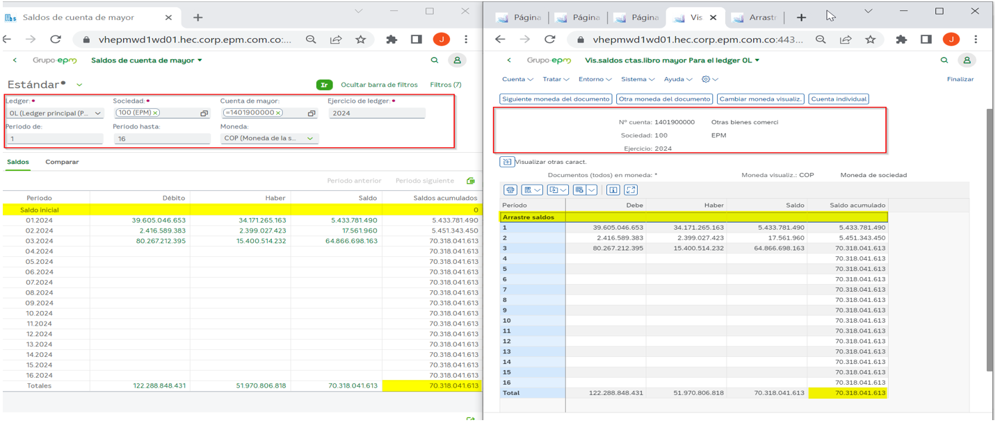 Saldos de cuenta de mayor
vhepmwd1wd01.hec.corp.epm.com.co:...
J
Grupo·epm
Saldos de cuenta de mayor
Estándar*
Ir
Ocultar barra de filtros
Filtros (7)
Ledger:*
Sociedad:*
Cuenta de mayor:
Ejercicio de ledger:*
0L (Ledger principal (P...
100 (EPM)
=1401900000
2024
Período de:
Período hasta:
Moneda:
1
16
COP (Moneda de la s...
Saldos
Comparar
Período anterior
Período siguiente
Período Débito Haber Saldo Saldos acumulados
Saldo inicial 0
01.2024 39.605.046.653 34.171.265.163 5.433.781.490 5.433.781.490
02.2024 2.416.589.383 2.399.027.423 17.561.960 5.451.343.450
03.2024 80.267.212.395 15.400.514.232 64.866.698.163 70.318.041.613
04.2024 70.318.041.613
05.2024 70.318.041.613
06.2024 70.318.041.613
07.2024 70.318.041.613
08.2024 70.318.041.613
09.2024 70.318.041.613
10.2024 70.318.041.613
11.2024 70.318.041.613
12.2024 70.318.041.613
13.2024 70.318.041.613
14.2024 70.318.041.613
15.2024 70.318.041.613
16.2024 70.318.041.613
Totales 122.288.848.431 51.970.806.818 70.318.041.613 70.318.041.613
Página
Página
Página
Vis
Arrastr
vhepmwd1wd01.hec.corp.epm.com.co:443...
J
Grupo·epm
Vis.saldos ctas.libro mayor Para el ledger 0L
Cuenta
Tratar
Entorno
Sistema
Ayuda
Finalizar
Siguiente moneda del documento
Otra moneda del documento
Cambiar moneda visualiz.
Cuenta individual
Nº cuenta: 1401900000 Otras bienes comerci
Sociedad: 100 EPM
Ejercicio: 2024
Visualizar otras caract.
Documentos (todos) en moneda: * Moneda visualiz.: COP Moneda de sociedad
Período Debe Haber Saldo Saldo acumulado
Arrastre saldos
1 39.605.046.653 34.171.265.163 5.433.781.490 5.433.781.490
2 2.416.589.383 2.399.027.423 17.561.960 5.451.343.450
3 80.267.212.395 15.400.514.232 64.866.698.163 70.318.041.613
4 70.318.041.613
5 70.318.041.613
6 70.318.041.613
7 70.318.041.613
8 70.318.041.613
9 70.318.041.613
10 70.318.041.613
11 70.318.041.613
12 70.318.041.613
13 70.318.041.613
14 70.318.041.613
15 70.318.041.613
16 70.318.041.613
Total 122.288.848.431 51.970.806.818 70.318.041.613 70.318.041.613